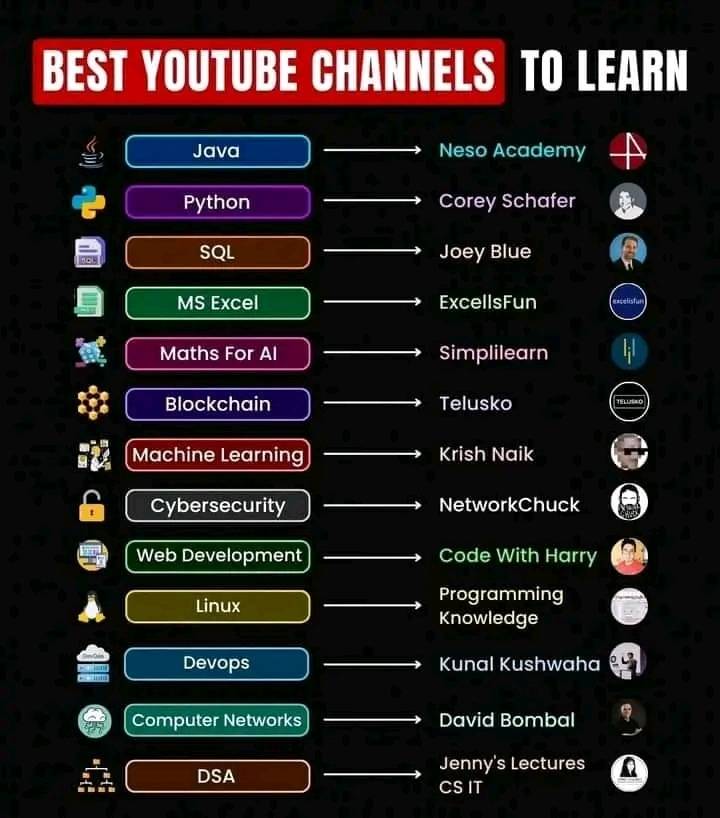 BEST YOUTUBE CHANNELS TO LEARN
Java Neso Academy
Python Corey Schafer
SQL SQL Joey Blue
MS Excel ExcellsFun excelisfun
Maths For AI Simplilearn
Blockchain Telusko TELUSKO
Machine Learning Krish Naik
Cybersecurity NetworkChuck
Web Development Code With Harry
Linux Programming
Knowledge
Devops Kunal Kushwaha
Computer Networks David Bombal
DSA Jenny's Lectures
CS IT